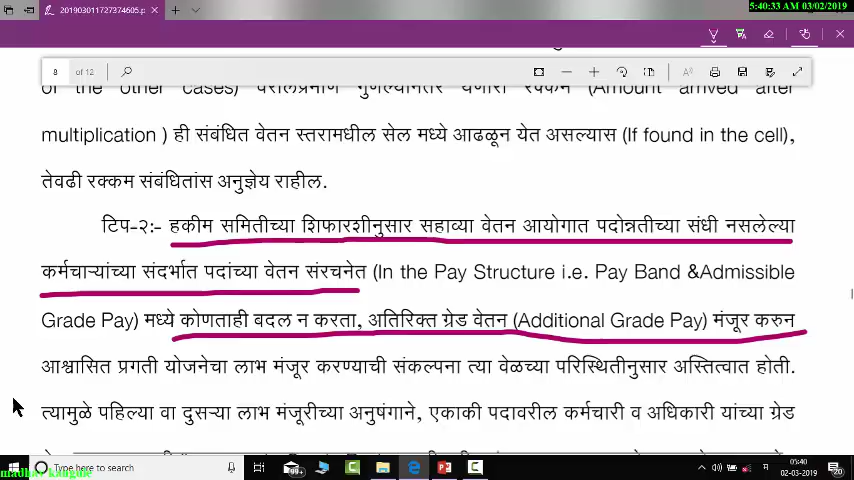 5:40:33 AM 03/02/2019
201903011727374605.p
8 of 12
of the other cases) वरीलप्रमाणे गुणल्यानंतर येणारी रक्कम (Amount arrived after
multiplication ) ही संबंधित वेतन स्तरामधील सेल मध्ये आढळून येत असल्यास (If found in the cell),
तेवढी रक्कम संबंधितांस अनुज्ञेय राहील.
टिप-२:- हकीम समितीच्या शिफारशीनुसार सहाव्या वेतन आयोगात पदोन्नतीच्या संधी नसलेल्या
कर्मचाऱ्यांच्या संदर्भात पदांच्या वेतन संरचनेत (In the Pay Structure i.e. Pay Band &Admissible
Grade Pay) मध्ये कोणताही बदल न करता, अतिरिक्त ग्रेड वेतन (Additional Grade Pay) मंजूर करुन
आश्वासित प्रगती योजनेचा लाभ मंजूर करण्याची संकल्पना त्या वेळच्या परिस्थितीनुसार अस्तित्वात होती.
त्यामुळे पहिल्या वा दुसऱ्या लाभ मंजूरीच्या अनुषंगाने, एकाकी पदावरील कर्मचारी व अधिकारी यांच्या ग्रेड
madhav kangule
Type here to search
99+
म
05:40
02-03-2019
20